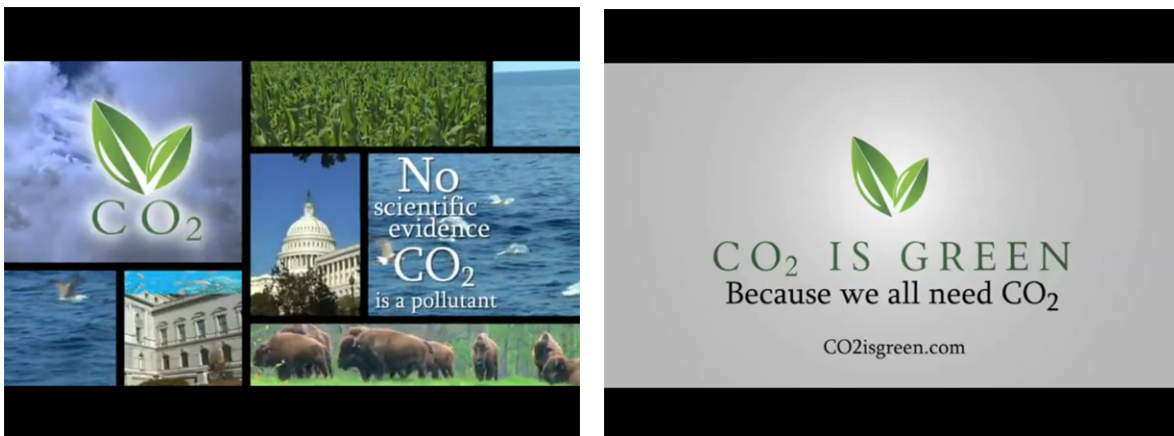 CO₂
No
scientific
evidence
CO₂
is a pollutant
CO₂ IS GREEN
Because we all need CO₂
CO2isgreen.com